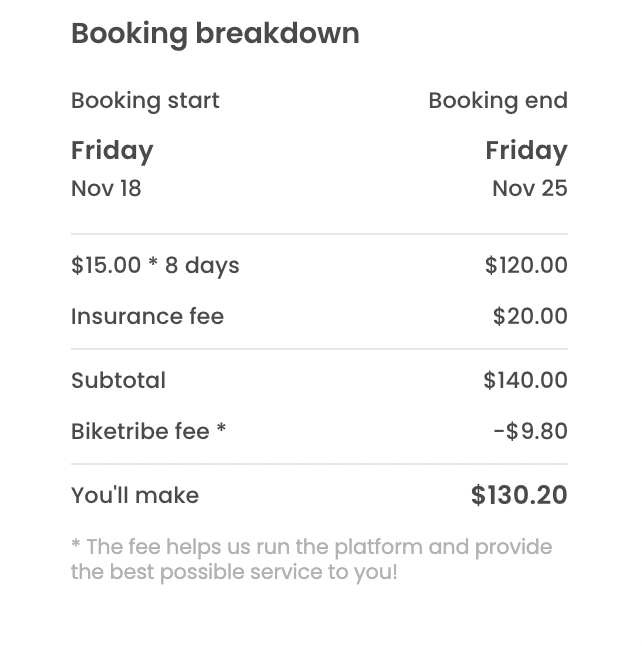 Booking breakdown
Booking start Booking end
Friday Friday
Nov 18 Nov 25
$15.00 * 8 days $120.00
Insurance fee $20.00
Subtotal $140.00
Biketribe fee * -$9.80
You'll make $130.20
* The fee helps us run the platform and provide
the best possible service to you!